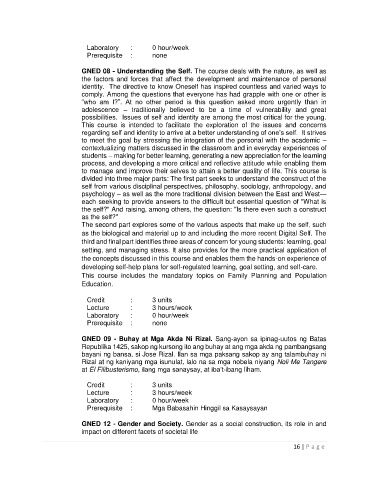 Laboratory : 0 hour/week
Prerequisite : none
GNED 08 - Understanding the Self. The course deals with the nature, as well as
the factors and forces that affect the development and maintenance of personal
identity. The directive to know Oneself has inspired countless and varied ways to
comply. Among the questions that everyone has had grapple with one or other is
"who am I?". At no other period is this question asked more urgently than in
adolescence – traditionally believed to be a time of vulnerability and great
possibilities. Issues of self and identity are among the most critical for the young.
This course is intended to facilitate the exploration of the issues and concerns
regarding self and identity to arrive at a better understanding of one's self. It strives
to meet the goal by stressing the integration of the personal with the academic –
contextualizing matters discussed in the classroom and in everyday experiences of
students – making for better learning, generating a new appreciation for the learning
process, and developing a more critical and reflective attitude while enabling them
to manage and improve their selves to attain a better quality of life. This course is
divided into three major parts: The first part seeks to understand the construct of the
self from various disciplinal perspectives, philosophy, sociology, anthropology, and
psychology – as well as the more traditional division between the East and West—
each seeking to provide answers to the difficult but essential question of "What is
the self?" And raising, among others, the question: "Is there even such a construct
as the self?"
The second part explores some of the various aspects that make up the self, such
as the biological and material up to and including the more recent Digital Self. The
third and final part identifies three areas of concern for young students: learning, goal
setting, and managing stress. It also provides for the more practical application of
the concepts discussed in this course and enables them the hands-on experience of
developing self-help plans for self-regulated learning, goal setting, and self-care.
This course includes the mandatory topics on Family Planning and Population
Education.
Credit : 3 units
Lecture : 3 hours/week
Laboratory : 0 hour/week
Prerequisite : none
GNED 09 - Buhay at Mga Akda Ni Rizal. Sang-ayon sa ipinag-uutos ng Batas
Republika 1425, sakop ng kursong ito ang buhay at ang mga akda ng pambangsang
bayani ng bansa, si Jose Rizal. Ilan sa mga paksang sakop ay ang talambuhay ni
Rizal at ng kaniyang mga isinulat, lalo na sa mga nobela niyang Noli Me Tangere
at El Filibusterismo, ilang mga sanaysay, at iba't-ibang liham.
Credit : 3 units
Lecture : 3 hours/week
Laboratory : 0 hour/week
Prerequisite : Mga Babasahin Hinggil sa Kasaysayan
GNED 12 - Gender and Society. Gender as a social construction, its role in and
impact on different facets of societal life
16 | P a g e